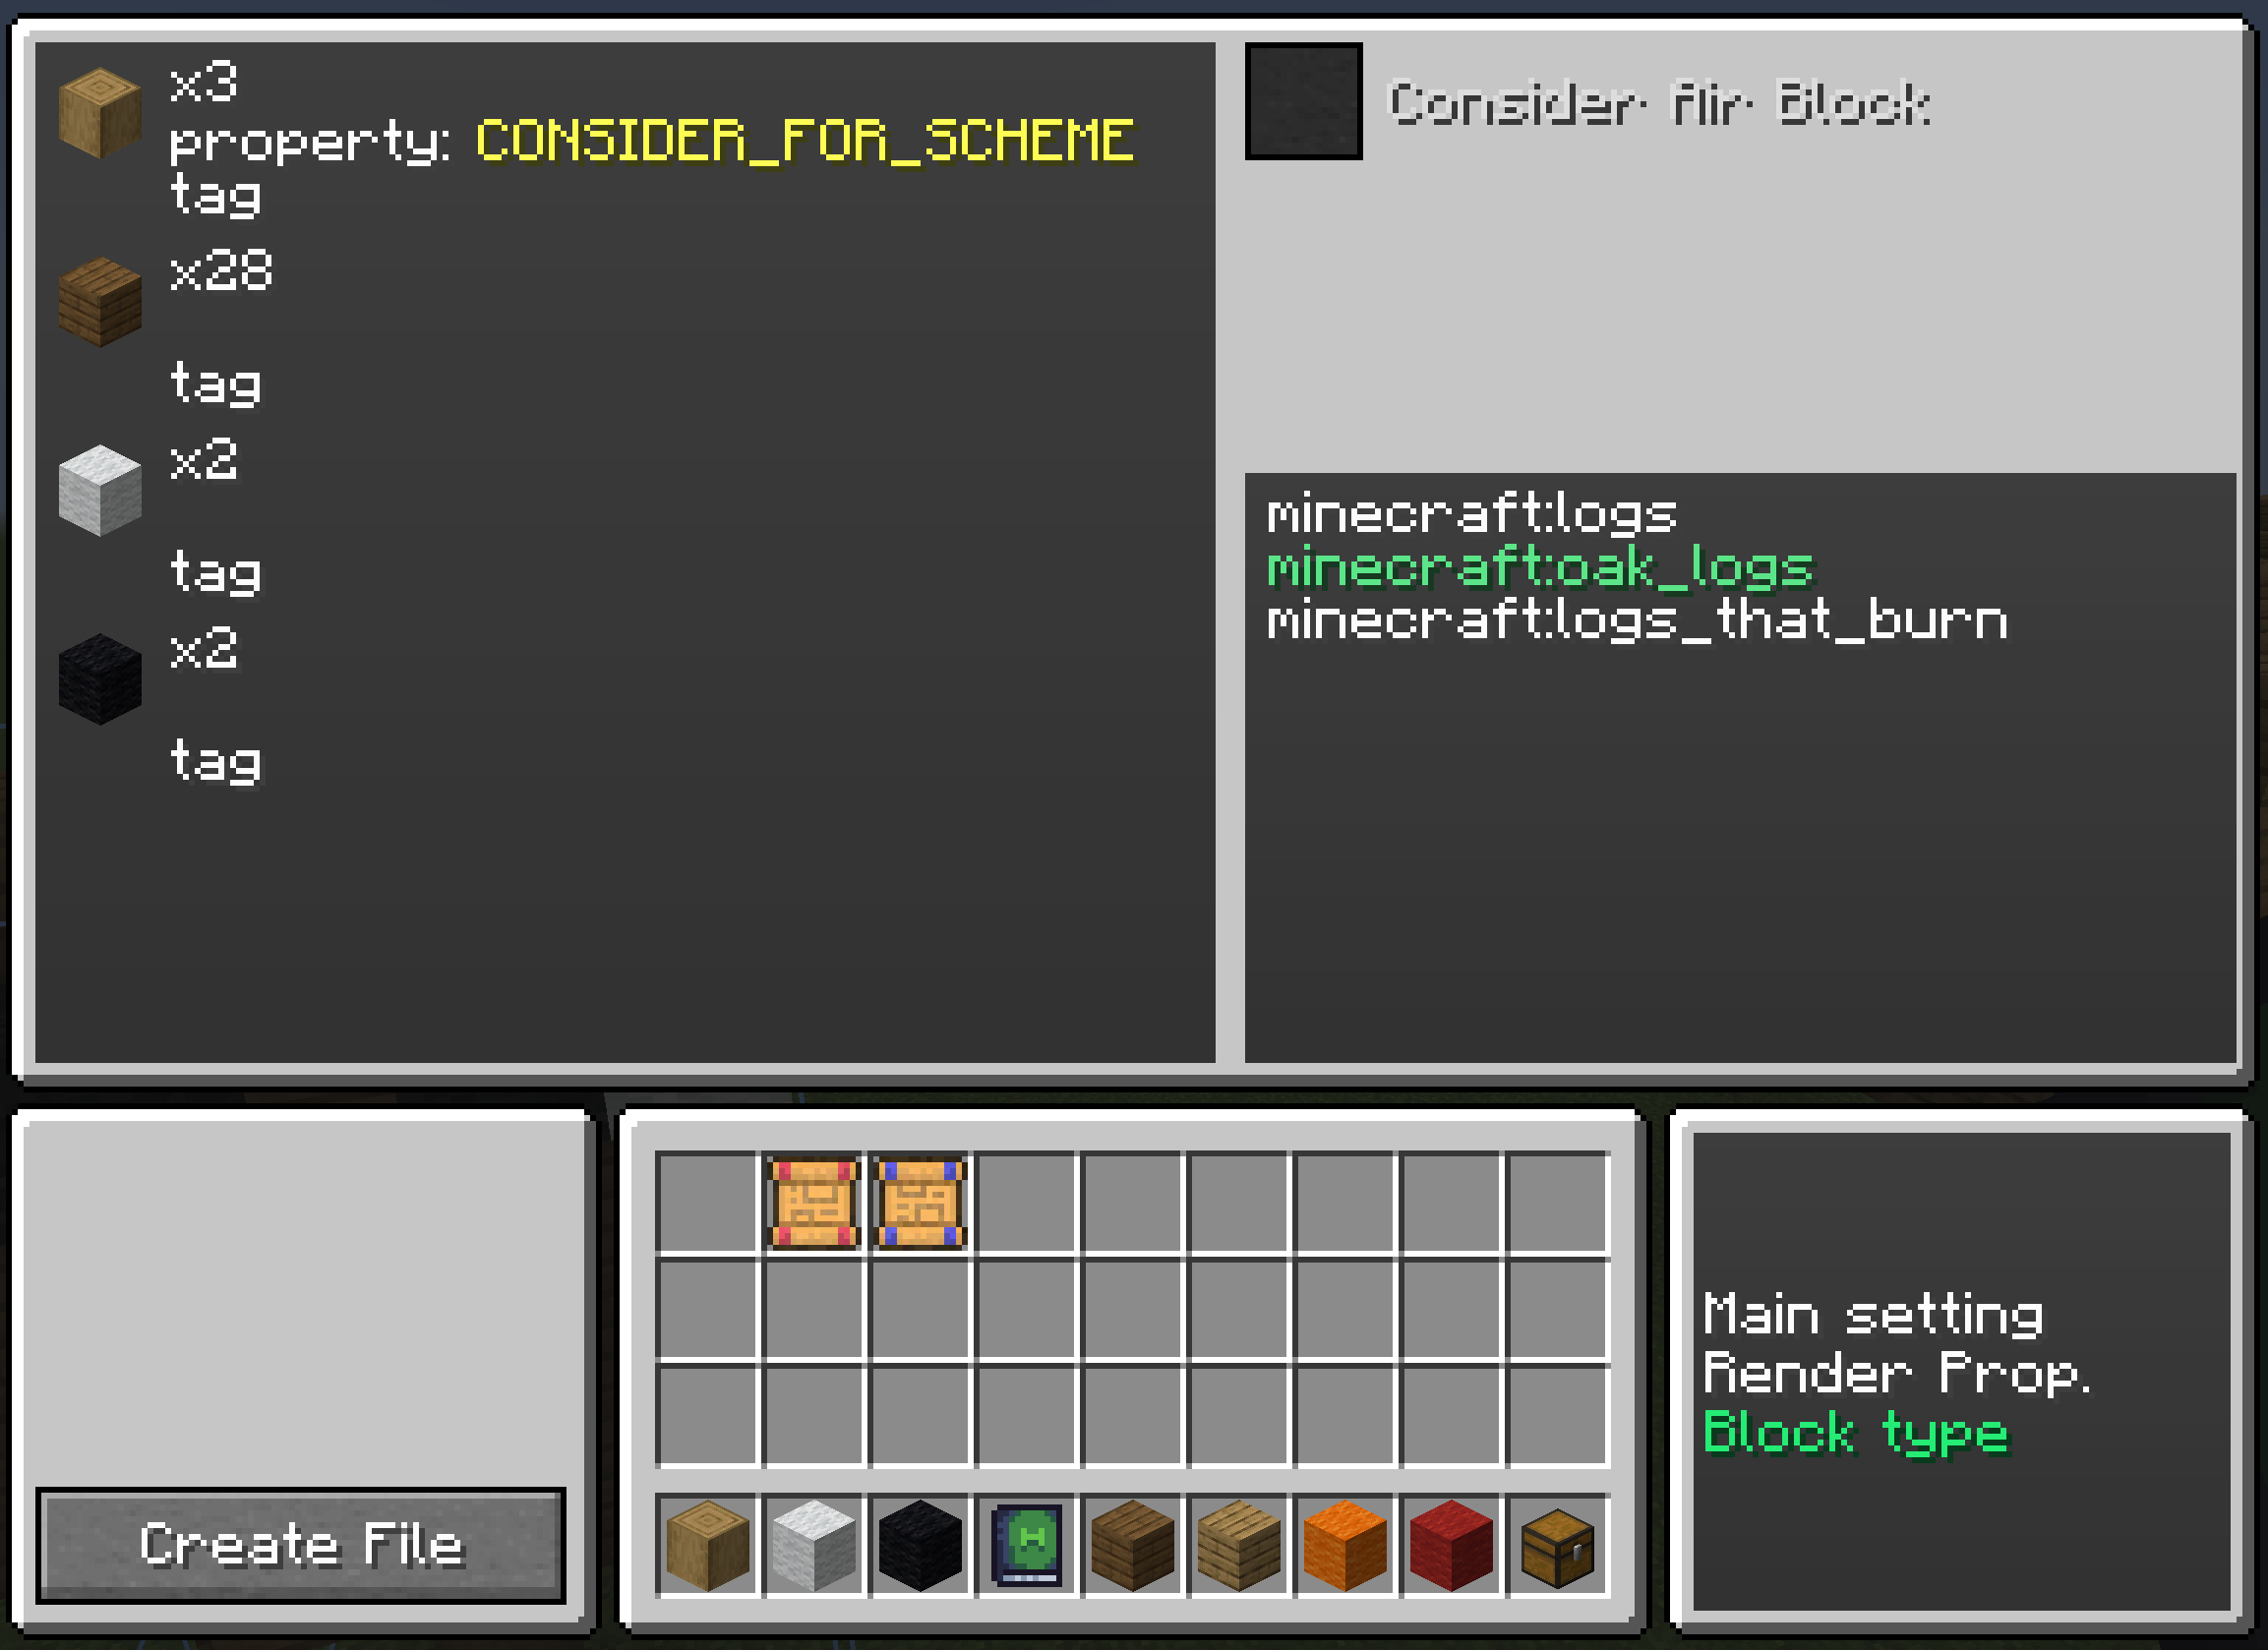 x3
property: CONSIDER_FOR_SCHEME
tag
x28
tag
x2
tag
x2
tag
Consider Air Block
minecraft:logs
minecraft:oak_logs
minecraft:logs_that_burn
Create File
Main setting
Render Prop.
Block type